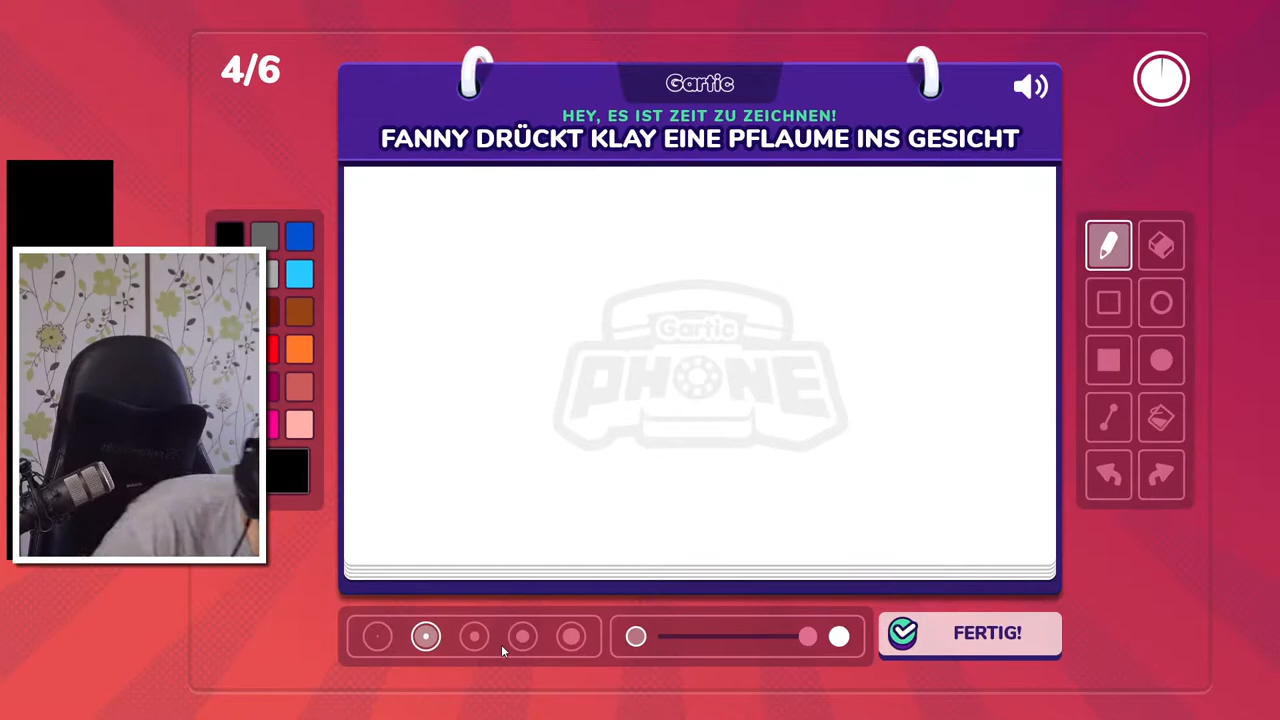 4/6
Gartic
HEY, ES IST ZEIT ZU ZEICHNEN!
FANNY DRÜCKT KLAY EINE PFLAUME INS GESICHT
Gartic
PHONE
FERTIG!